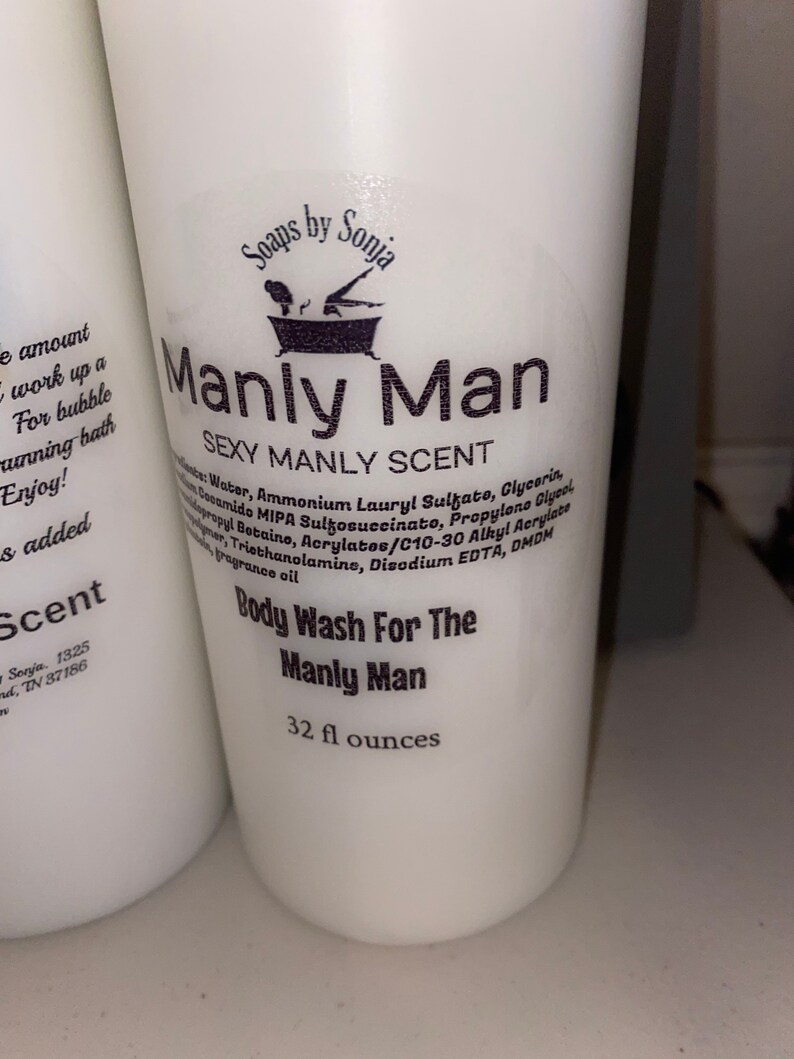 amount
work up a
For bubble
running bath
Enjoy!
added
Scent
Sonja. 1325
TN 37186
Soaps by Sonja
Manly Man
SEXY MANLY SCENT
Water, Ammonium Lauryl Sulfate, Glycerin,
Cocamido MIPA Sulfosuccinate, Propylene Glycol,
Betaine, Acrylates/C10-30 Alkyl Acrylate
Triethanolamine, Disodium EDTA, DMDM
fragrance oil
Body Wash For The
Manly Man
32 fl ounces